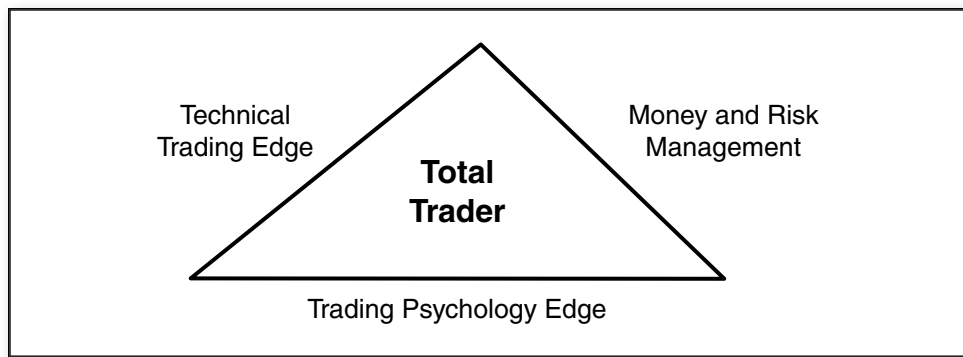 Technical
Trading Edge
Money and Risk
Management
Total
Trader
Trading Psychology Edge